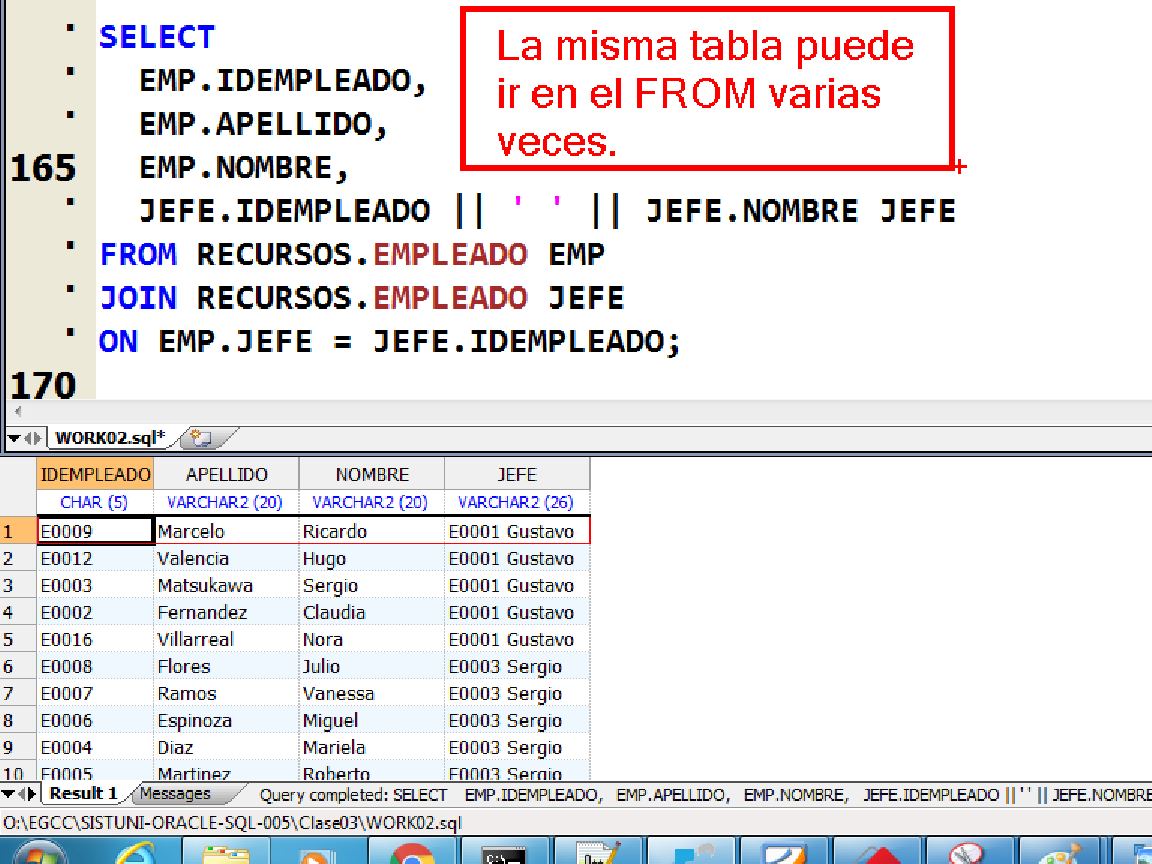 SELECT
EMP.IDEMPLEADO,
EMP.APELLIDO,
165 EMP.NOMBRE,
JEFE.IDEMPLEADO || ' ' || JEFE.NOMBRE JEFE
FROM RECURSOS.EMPLEADO EMP
JOIN RECURSOS.EMPLEADO JEFE
ON EMP.JEFE = JEFE.IDEMPLEADO;
170
La misma tabla puede
ir en el FROM varias
veces.
WORK02.sql*
IDEMPLEADO APELLIDO NOMBRE JEFE
CHAR (5) VARCHAR2 (20) VARCHAR2 (20) VARCHAR2 (26)
1 E0009 Marcelo Ricardo E0001 Gustavo
2 E0012 Valencia Hugo E0001 Gustavo
3 E0003 Matsukawa Sergio E0001 Gustavo
4 E0002 Fernandez Claudia E0001 Gustavo
5 E0016 Villarreal Nora E0001 Gustavo
6 E0008 Flores Julio E0003 Sergio
7 E0007 Ramos Vanessa E0003 Sergio
8 E0006 Espinoza Miguel E0003 Sergio
9 E0004 Diaz Mariela E0003 Sergio
10 E0005 Martinez Roberto E0003 Sergio
Result 1 Messages Query completed: SELECT EMP.IDEMPLEADO, EMP.APELLIDO, EMP.NOMBRE, JEFE.IDEMPLEADO || ' ' || JEFE.NOMBRE
O:\EGCC\SISTUNI-ORACLE-SQL-005\Clase03\WORK02.sql